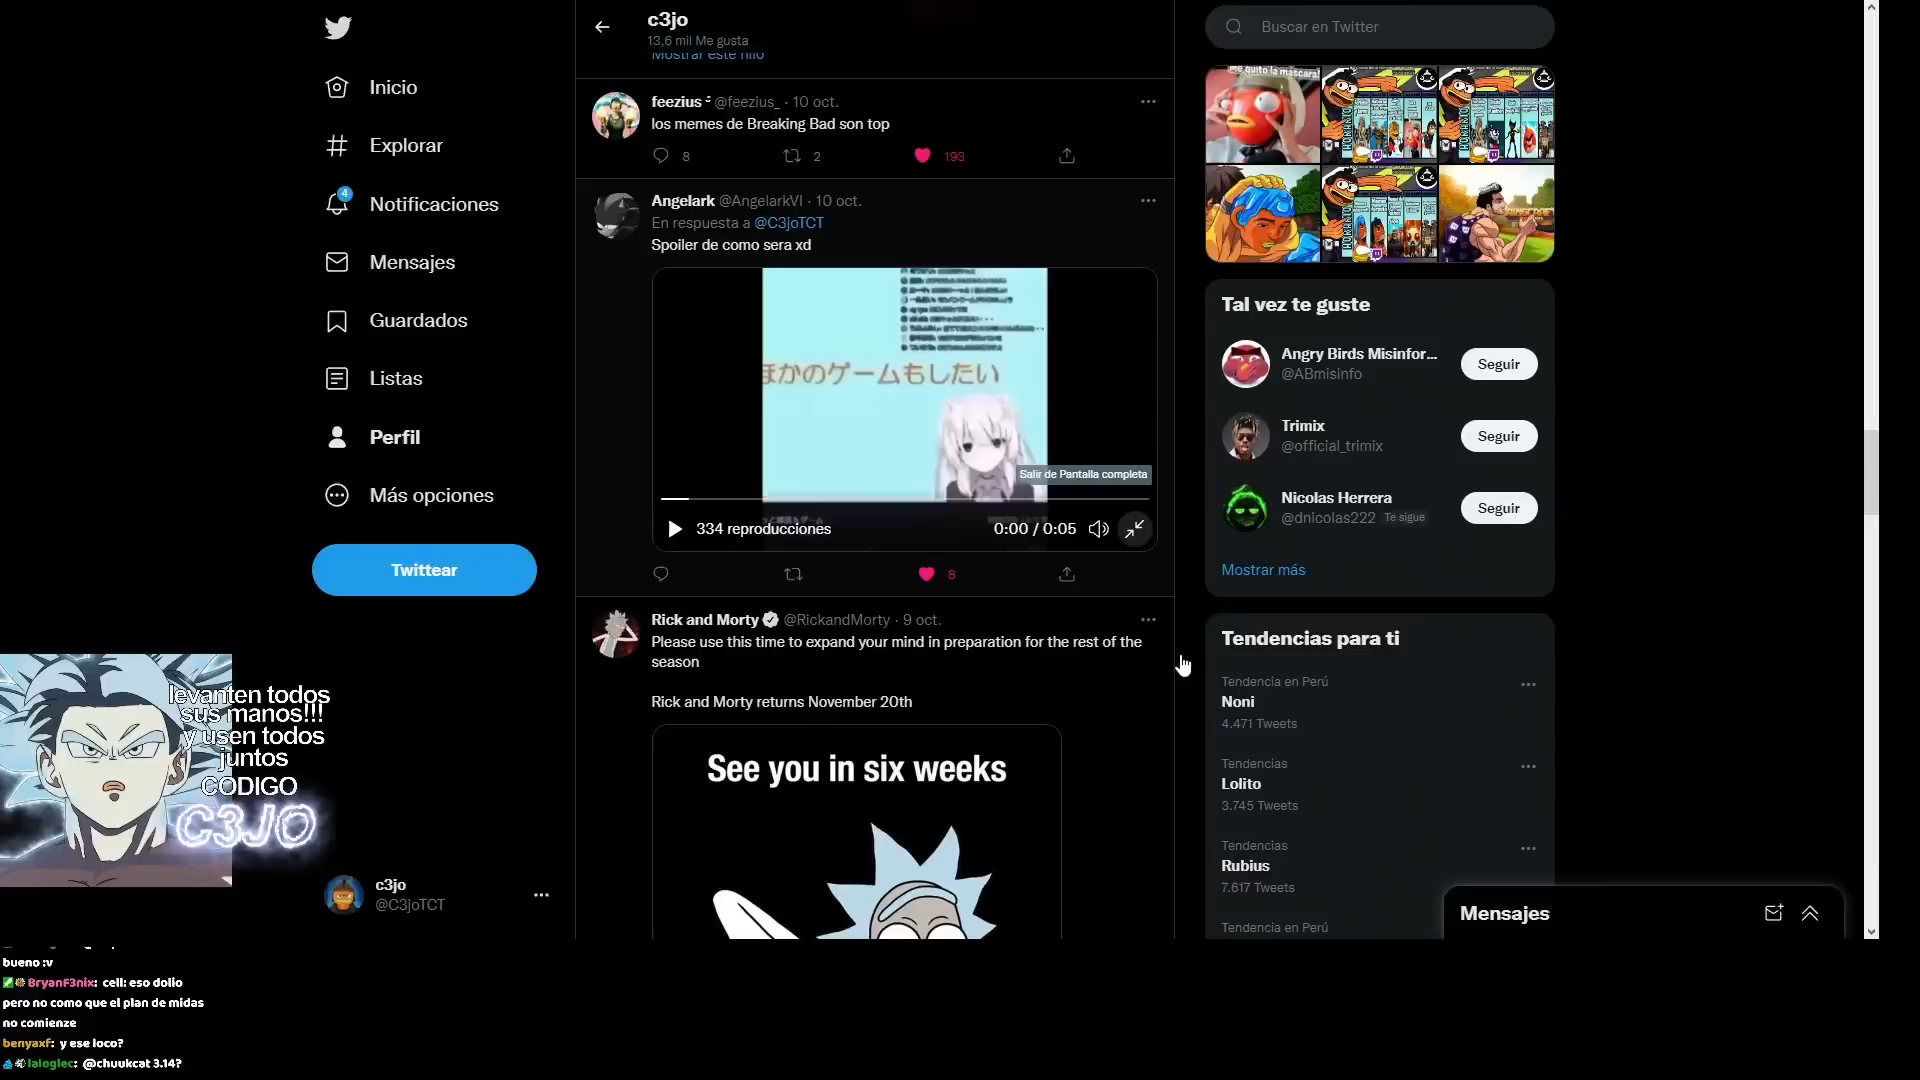 Inicio
Explorar
4
Notificaciones
Mensajes
Guardados
Listas
Perfil
Más opciones
Twittear
levanten todos
sus manos!!!
y usen todos
juntos
CODIGO
C3JO
c3jo
@C3joTCT
bueno :v
BryanF3nix: cell: eso dolio
pero no como que el plan de midas
no comienze
benyaxf: y ese loco?
laloglec: @chuukcat 3.14?
c3jo
13,6 mil Me gusta
Mostrar este hilo
feezius @feezius_ · 10 oct.
los memes de Breaking Bad son top
8
2
193
Angelark @AngelarkVI · 10 oct.
En respuesta a @C3joTCT
Spoiler de como sera xd
ほかのゲームもしたい
Salir de Pantalla completa
334 reproducciones
0:00 / 0:05
8
Rick and Morty @RickandMorty · 9 oct.
Please use this time to expand your mind in preparation for the rest of the
season
Rick and Morty returns November 20th
See you in six weeks
Buscar en Twitter
me quito la máscara!
Tal vez te guste
Angry Birds Misinfor...
@ABmisinfo
Seguir
Trimix
@official_trimix
Seguir
Nicolas Herrera
@dnicolas222 Te sigue
Seguir
Mostrar más
Tendencias para ti
Tendencia en Perú
Noni
4.471 Tweets
Tendencias
Lolito
3.745 Tweets
Tendencias
Rubius
7.617 Tweets
Tendencia en Perú
Mensajes